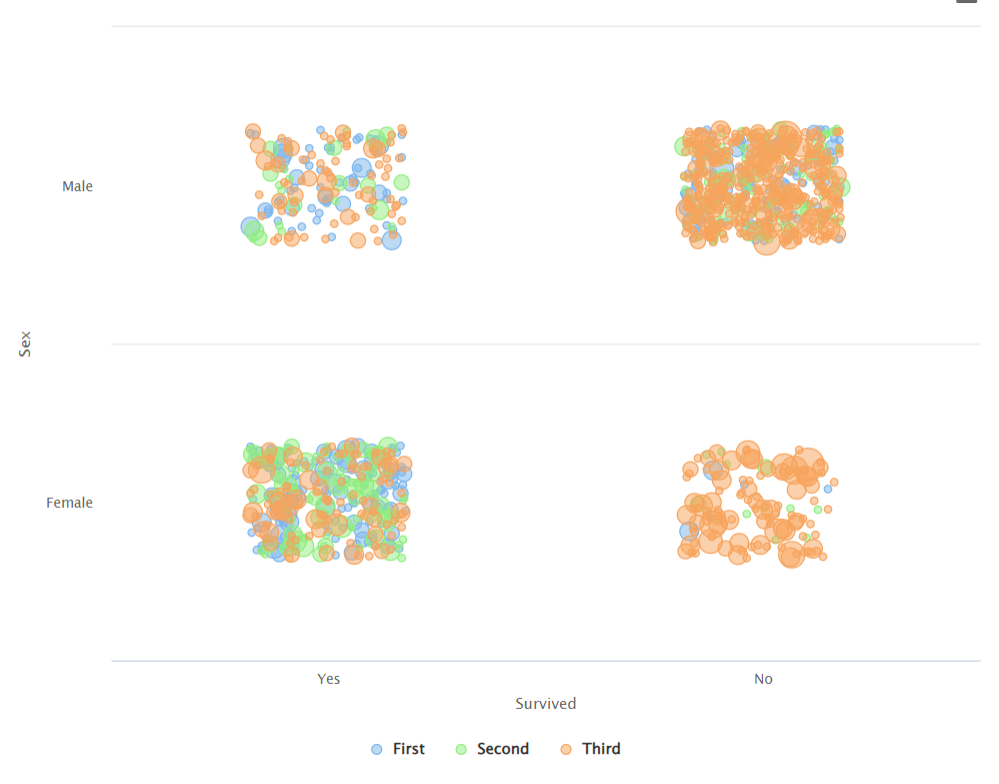 Male
Sex
Female
Yes No
Survived
First Second Third